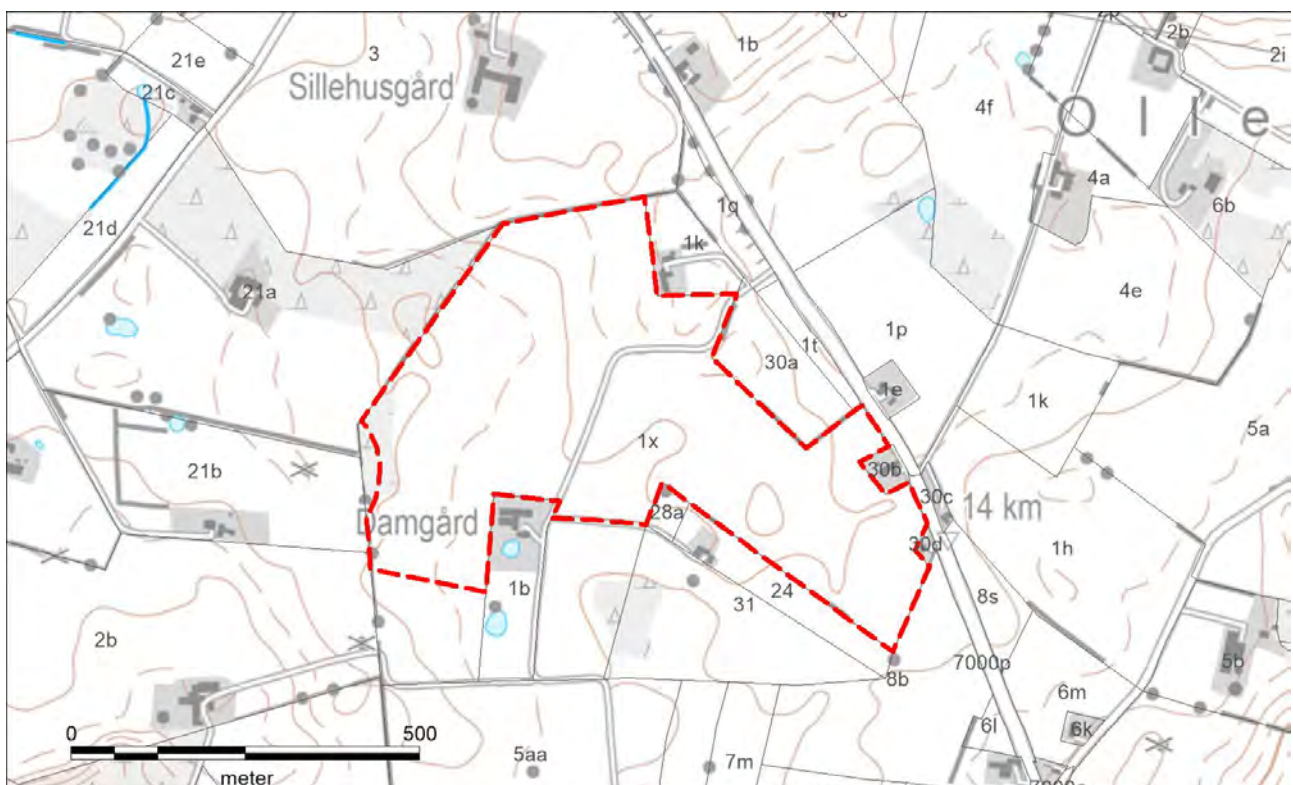 2b
1b
3
21e
2i
Sillehusgård
21c
4f
O l l e
4a
6b
1q
21d
1k
4e
21a
1p
1t
30a
1e
1k
5a
1x
21b
30b
30c
14 km
28a
Damgård
30d
1h
1b
24
31
8s
2b
8b
7000p
6m
5b
6l
6k
0
500
5aa
7m
meter